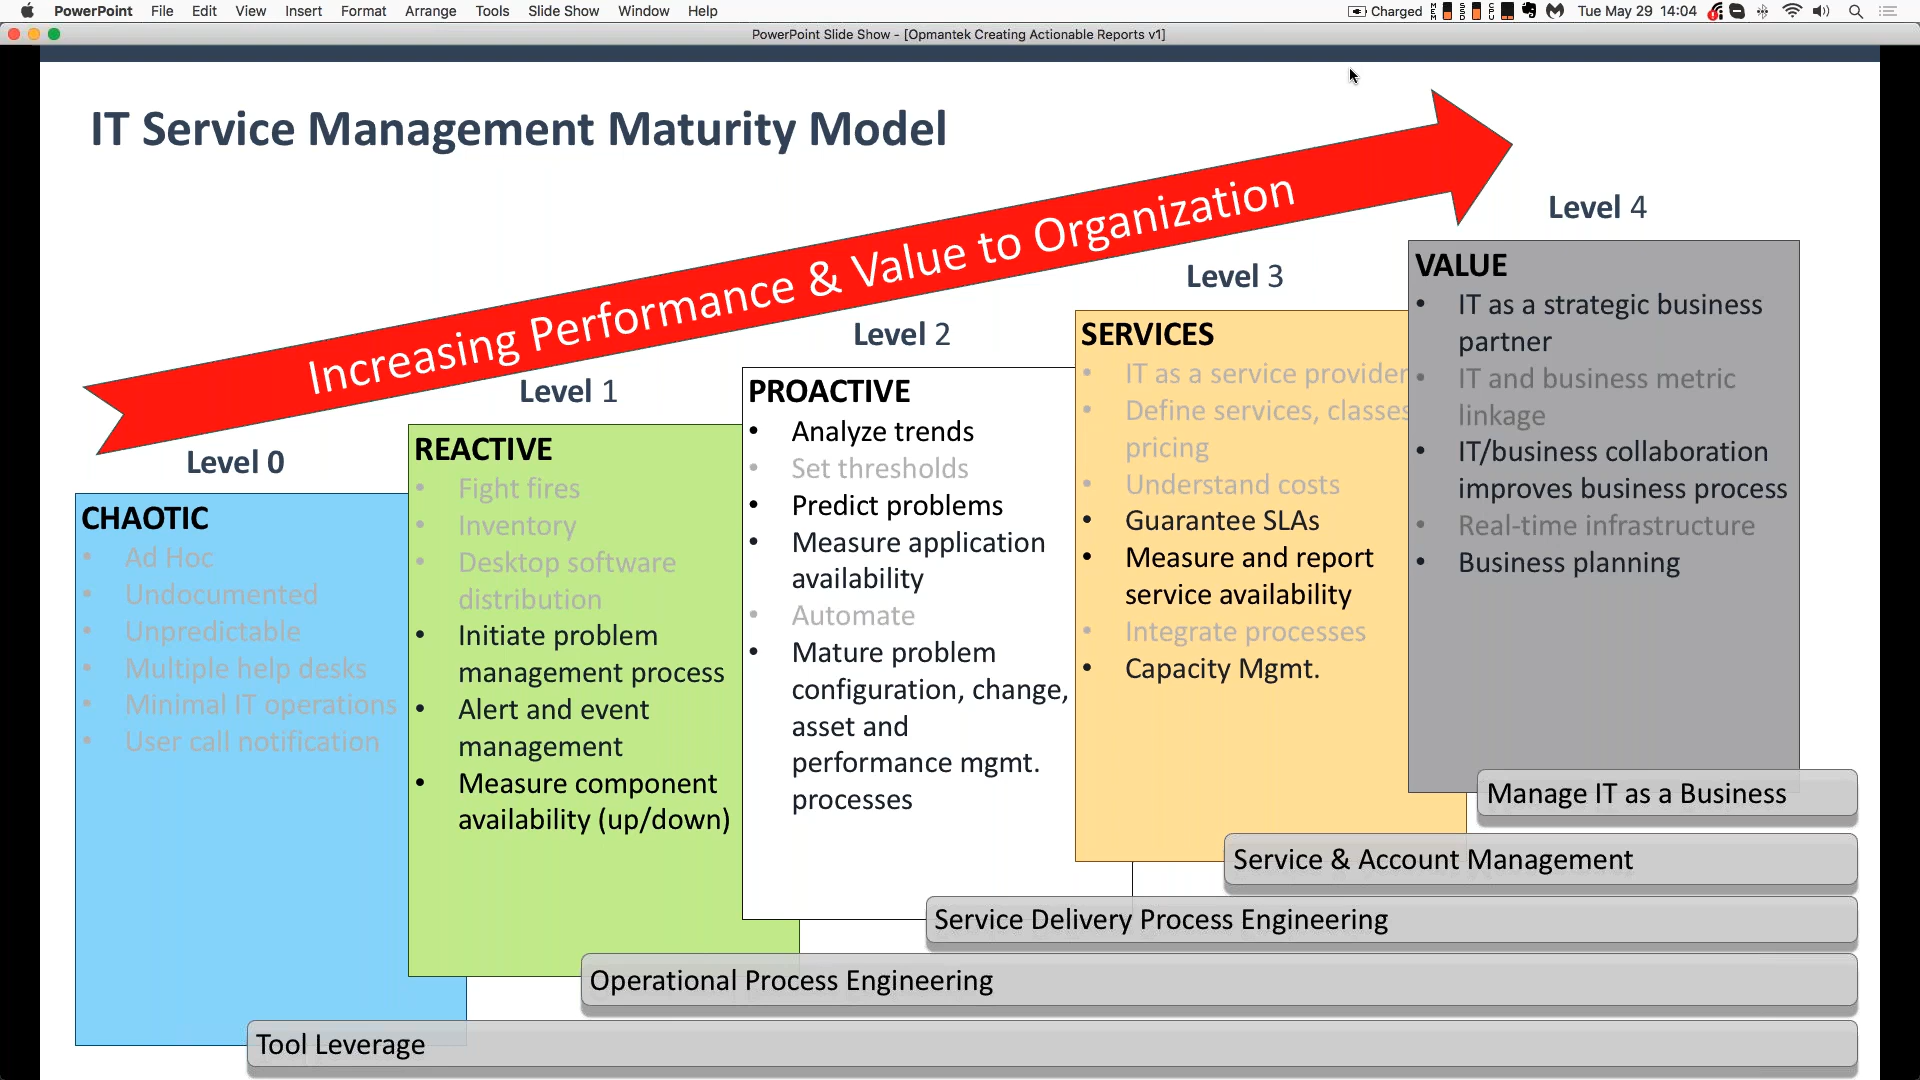 PowerPoint File Edit View Insert Format Arrange Tools Slide Show Window Help Charged MEM SSD CPU Tue May 29 14:04
PowerPoint Slide Show - [Opmantek Creating Actionable Reports v1]
IT Service Management Maturity Model
Increasing Performance & Value to Organization
Level 0
CHAOTIC
• Ad Hoc
• Undocumented
• Unpredictable
• Multiple help desks
• Minimal IT operations
• User call notification
Level 1
REACTIVE
• Fight fires
• Inventory
• Desktop software
distribution
• Initiate problem
management process
• Alert and event
management
• Measure component
availability (up/down)
Level 2
PROACTIVE
• Analyze trends
• Set thresholds
• Predict problems
• Measure application
availability
• Automate
• Mature problem
configuration, change,
asset and
performance mgmt.
processes
Level 3
SERVICES
• IT as a service provider
• Define services, classes
pricing
• Understand costs
• Guarantee SLAs
• Measure and report
service availability
• Integrate processes
• Capacity Mgmt.
Level 4
VALUE
• IT as a strategic business
partner
• IT and business metric
linkage
• IT/business collaboration
improves business process
• Real-time infrastructure
• Business planning
Manage IT as a Business
Service & Account Management
Service Delivery Process Engineering
Operational Process Engineering
Tool Leverage